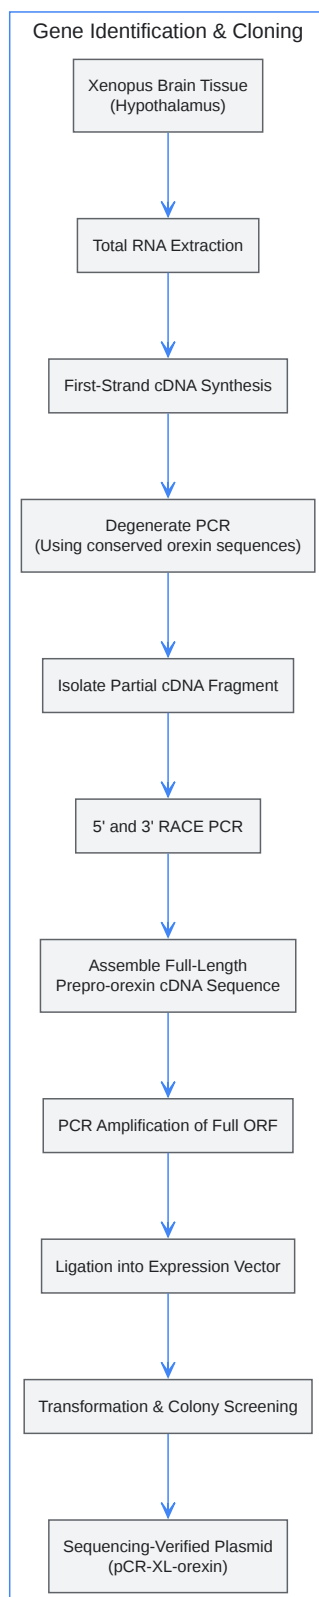 Gene Identification & Cloning
Xenopus Brain Tissue
(Hypothalamus)
Total RNA Extraction
First-Strand cDNA Synthesis
Degenerate PCR
(Using conserved orexin sequences)
Isolate Partial cDNA Fragment
5' and 3' RACE PCR
Assemble Full-Length
Prepro-orexin cDNA Sequence
PCR Amplification of Full ORF
Ligation into Expression Vector
Transformation & Colony Screening
Sequencing-Verified Plasmid
(pCR-XL-orexin)